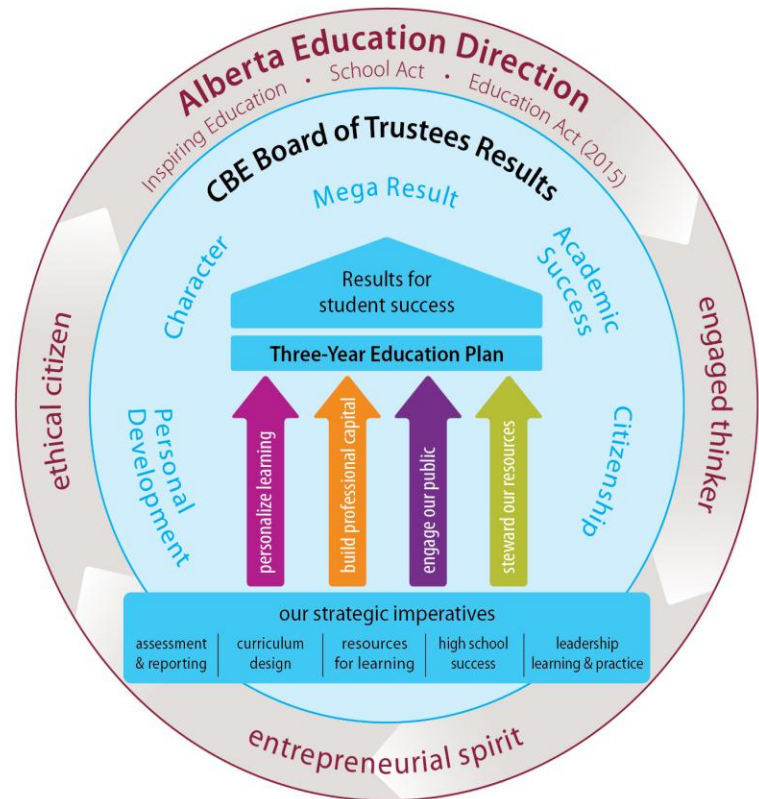 Alberta Education Direction
Inspiring Education • School Act • Education Act (2015)
CBE Board of Trustees Results
Mega Result
Character
Academic
Success
Personal
Development
Citizenship
ethical citizen
engaged thinker
entrepreneurial spirit
Results for
student success
Three-Year Education Plan
personalize learning
build professional capital
engage our public
steward our resources
our strategic imperatives
assessment
& reporting
curriculum
design
resources
for learning
high school
success
leadership
learning & practice